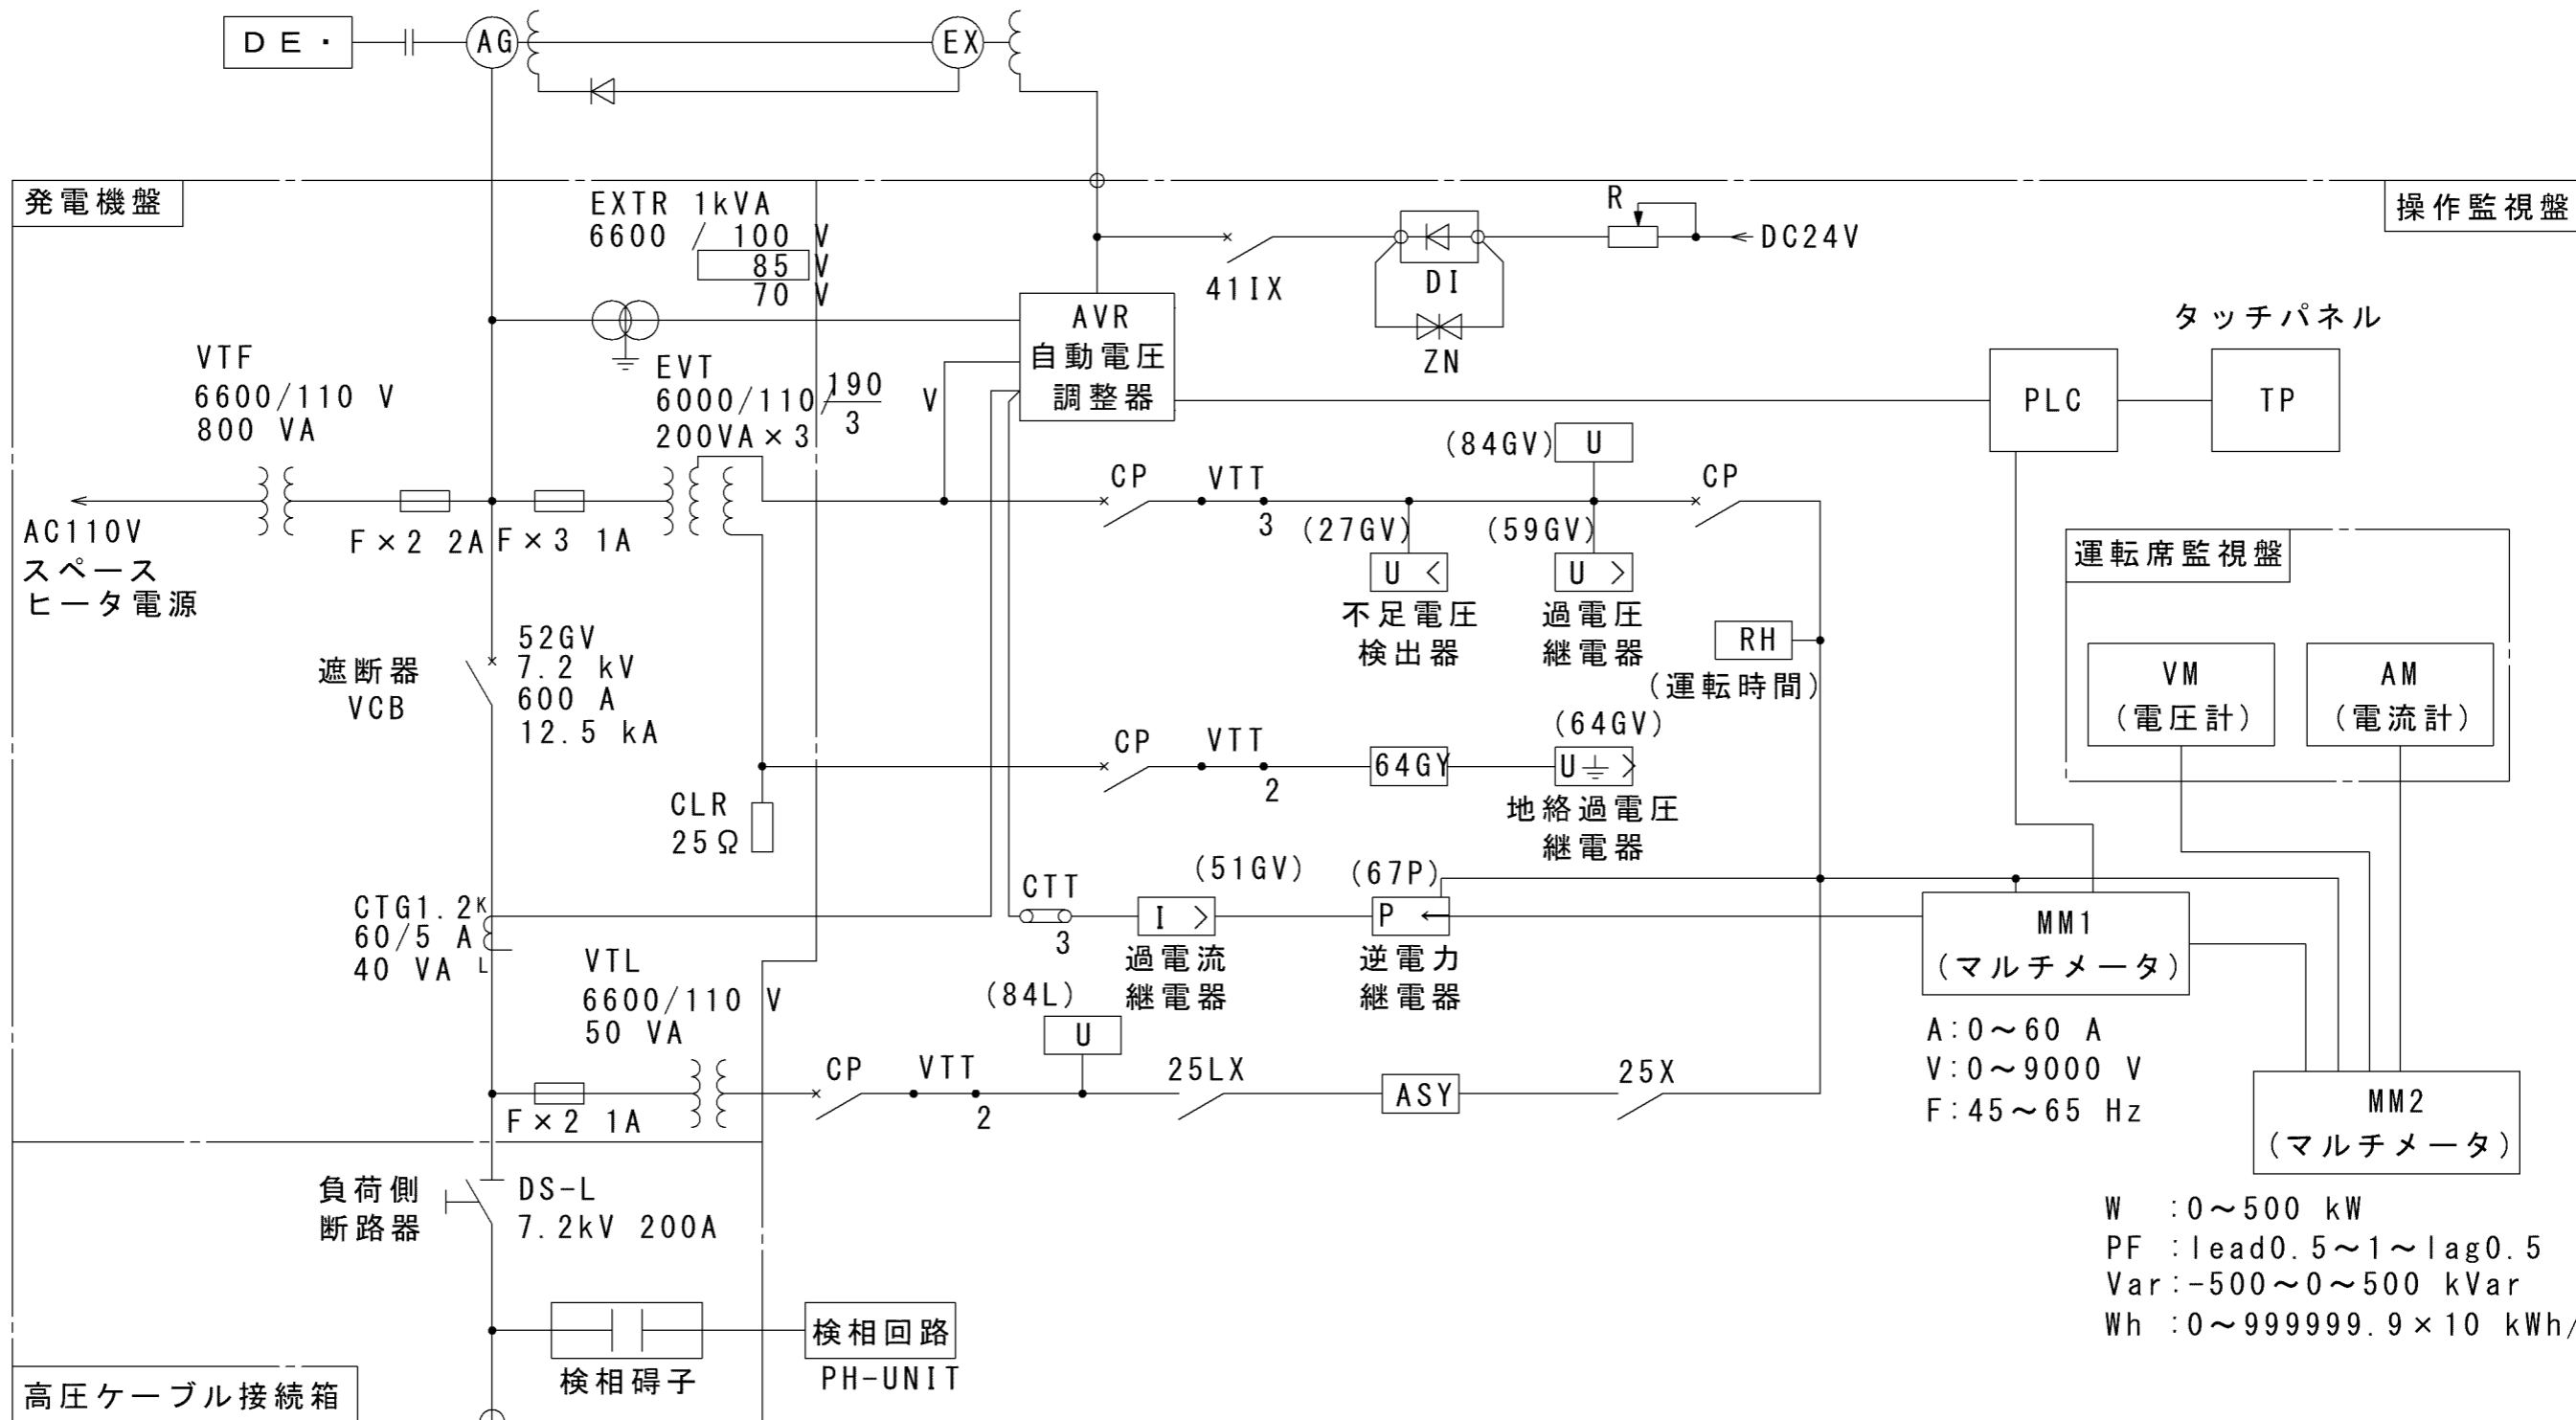 DE・
AG
EX
発電機盤
操作監視盤
EXTR 1kVA
6600 / 100 V
85 V
70 V
R
DC24V
41IX
DI
ZN
AVR
自動電圧
調整器
タッチパネル
PLC
TP
VTF
6600/110 V
800 VA
EVT
6000/110/190/3 V
200VA×3
(84GV)
U
CP
VTT
3
CP
AC110V
スペース
ヒータ電源
F×2 2A
F×3 1A
(27GV)
U <
不足電圧
検出器
(59GV)
U >
過電圧
継電器
運転席監視盤
RH
(運転時間)
VM
(電圧計)
AM
(電流計)
遮断器
VCB
52GV
7.2 kV
600 A
12.5 kA
CP
VTT
2
64GY
(64GV)
U >
地絡過電圧
継電器
CLR
25Ω
CTG1.2
60/5 A
40 VA
K
L
CTT
3
(51GV)
I >
過電流
継電器
(67P)
P ←
逆電力
継電器
MM1
(マルチメータ)
A:0~60 A
V:0~9000 V
F:45~65 Hz
VTL
6600/110 V
50 VA
F×2 1A
CP
VTT
2
(84L)
U
25LX
ASY
25X
MM2
(マルチメータ)
W :0~500 kW
PF :lead0.5~1~lag0.5
Var:-500~0~500 kVar
Wh :0~999999.9×10 kWh/
負荷側
断路器
DS-L
7.2kV 200A
検相碍子
検相回路
PH-UNIT
高圧ケーブル接続箱